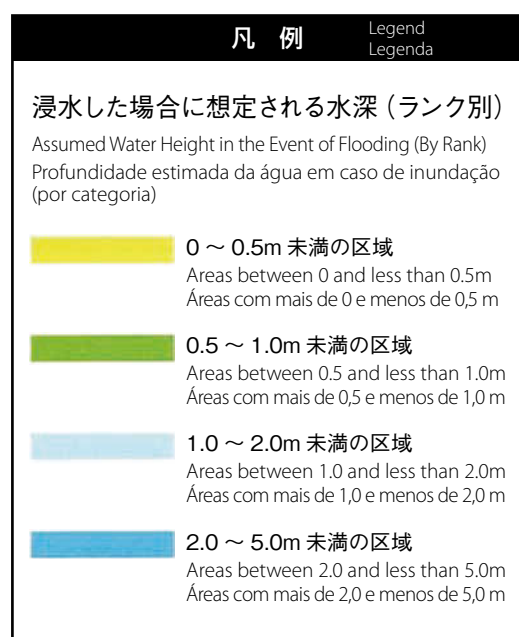 凡 例
Legend
Legenda
浸水した場合に想定される水深（ランク別）
Assumed Water Height in the Event of Flooding (By Rank)
Profundidade estimada da água em caso de inundação
(por categoria)
0 ～ 0.5m 未満の区域
Areas between 0 and less than 0.5m
Áreas com mais de 0 e menos de 0,5 m
0.5 ～ 1.0m 未満の区域
Areas between 0.5 and less than 1.0m
Áreas com mais de 0,5 e menos de 1,0 m
1.0 ～ 2.0m 未満の区域
Areas between 1.0 and less than 2.0m
Áreas com mais de 1,0 e menos de 2,0 m
2.0 ～ 5.0m 未満の区域
Areas between 2.0 and less than 5.0m
Áreas com mais de 2,0 e menos de 5,0 m